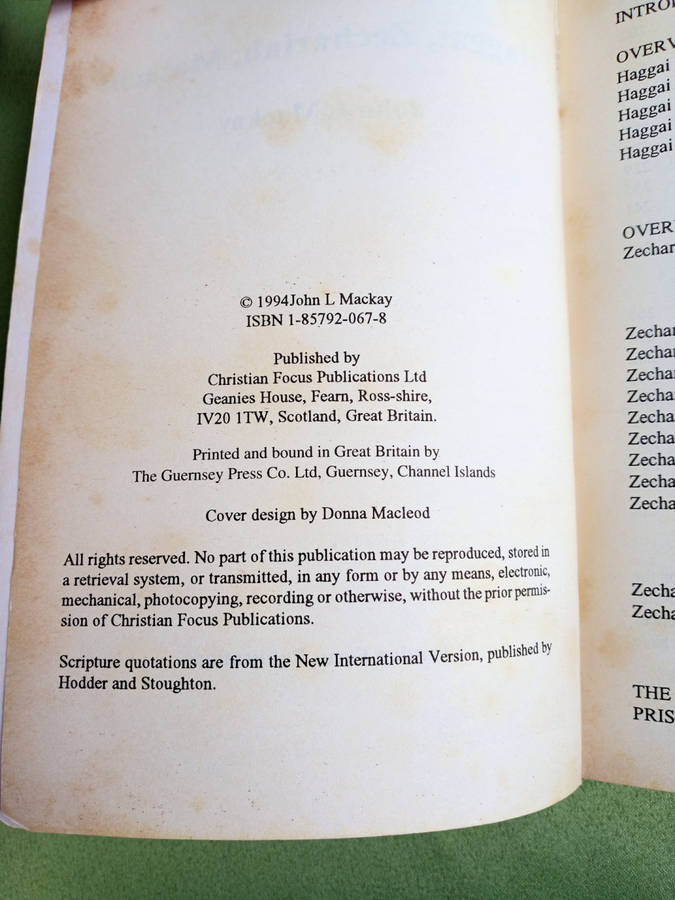 © 1994John L Mackay
ISBN 1-85792-067-8
Published by
Christian Focus Publications Ltd
Geanies House, Fearn, Ross-shire,
IV20 1TW, Scotland, Great Britain.
Printed and bound in Great Britain by
The Guernsey Press Co. Ltd, Guernsey, Channel Islands
Cover design by Donna Macleod
All rights reserved. No part of this publication may be reproduced, stored in
a retrieval system, or transmitted, in any form or by any means, electronic,
mechanical, photocopying, recording or otherwise, without the prior permis-
sion of Christian Focus Publications.
Scripture quotations are from the New International Version, published by
Hodder and Stoughton.
Haggai
Haggai
Haggai
Haggai
Haggai
THE